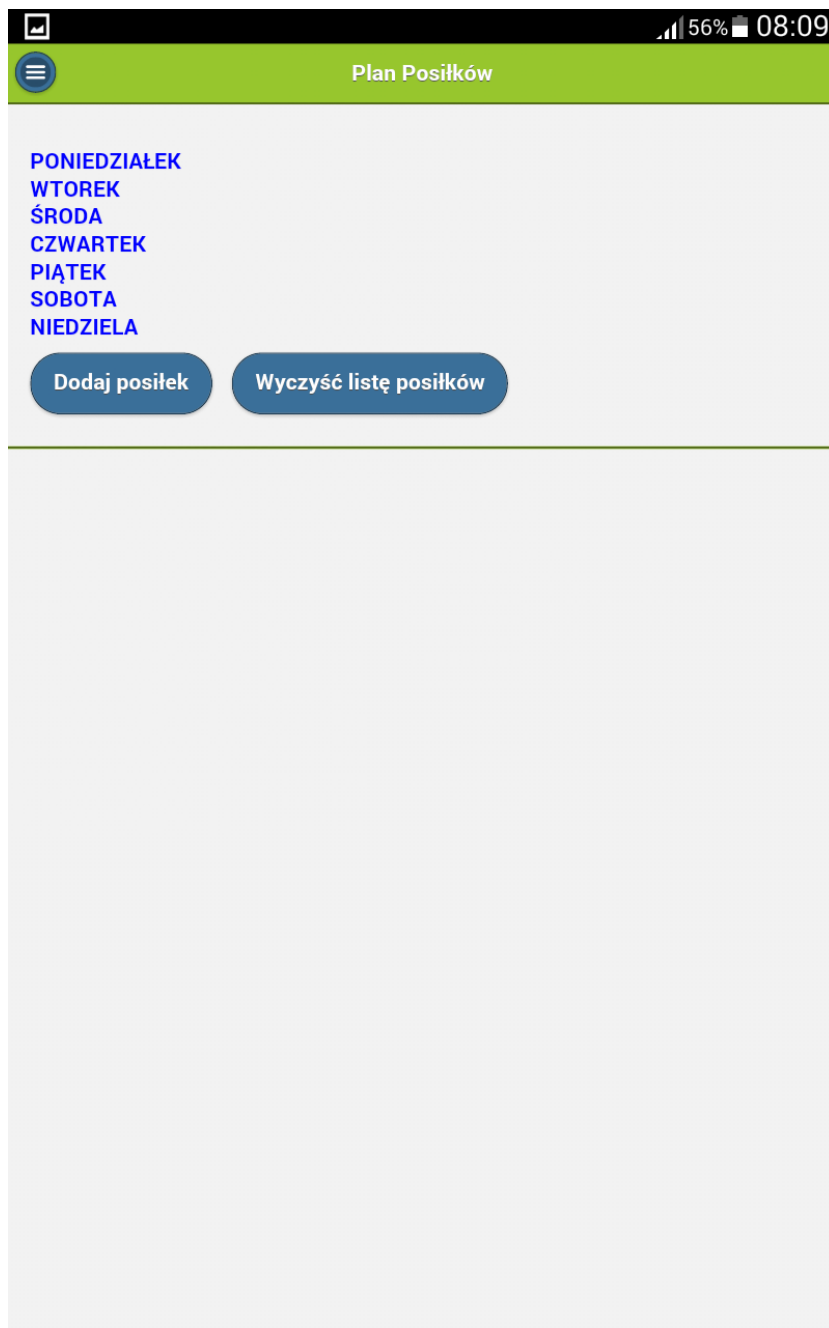 56% 08:09
Plan Posiłków
PONIEDZIAŁEK
WTOREK
ŚRODA
CZWARTEK
PIĄTEK
SOBOTA
NIEDZIELA
Dodaj posiłek Wyczyść listę posiłków